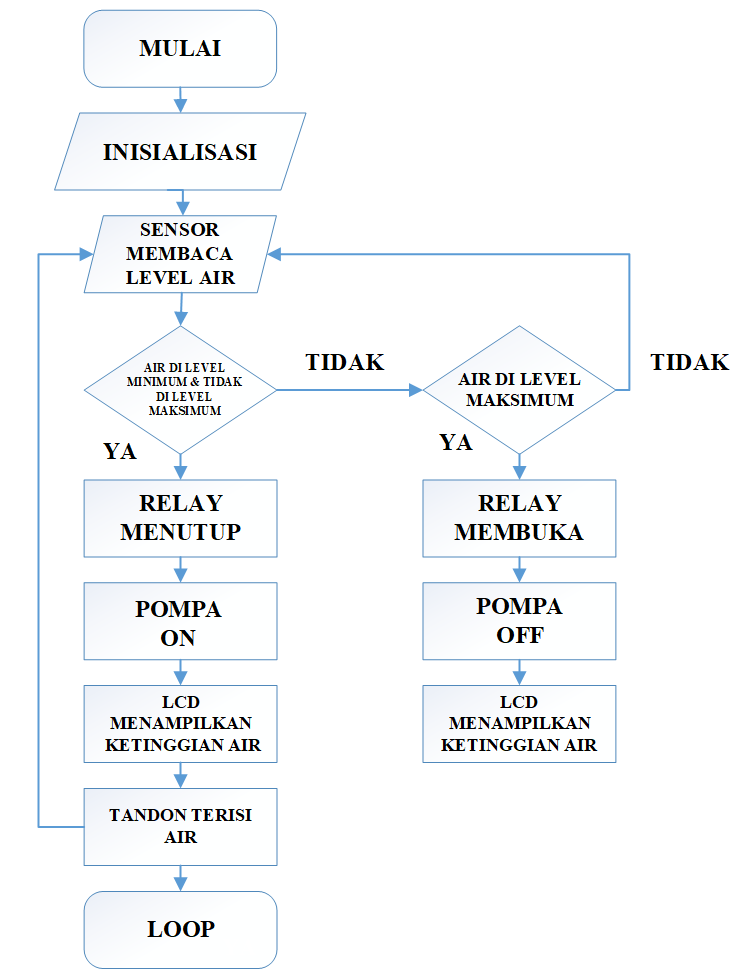 MULAI
INISIALISASI
SENSOR
MEMBACA
LEVEL AIR
AIR DI LEVEL
MINIMUM & TIDAK
DI LEVEL
MAKSIMUM
TIDAK
AIR DI LEVEL
MAKSIMUM
TIDAK
YA
YA
RELAY
MENUTUP
RELAY
MEMBUKA
POMPA
ON
POMPA
OFF
LCD
MENAMPILKAN
KETINGGIAN AIR
LCD
MENAMPILKAN
KETINGGIAN AIR
TANDON TERISI
AIR
LOOP